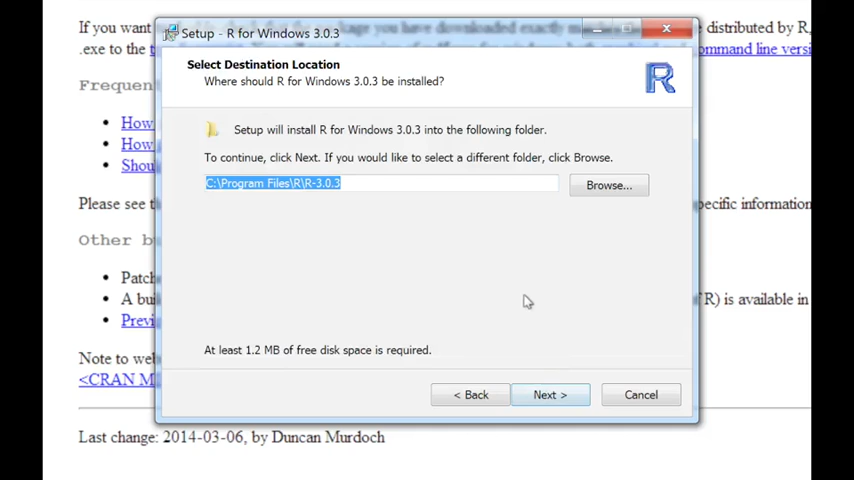 If you want
distributed by R,
.exe to the
ommand line versi
Setup - R for Windows 3.0.3
Select Destination Location
Where should R for Windows 3.0.3 be installed?
R
Frequen
How
How
Shou
Setup will install R for Windows 3.0.3 into the following folder.
To continue, click Next. If you would like to select a different folder, click Browse.
C:\Program Files\R\R-3.0.3
Browse...
Please see th
pecific information
Other b
Patch
A bui
of R) is available in
Previ
At least 1.2 MB of free disk space is required.
Note to web
<CRAN M
< Back
Next >
Cancel
Last change: 2014-03-06, by Duncan Murdoch